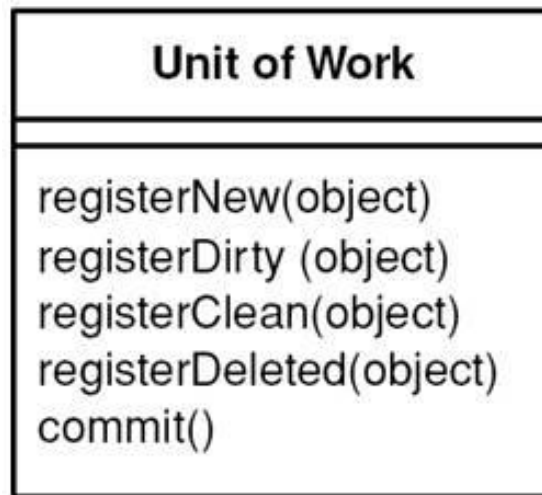 Unit of Work
registerNew(object)
registerDirty (object)
registerClean(object)
registerDeleted(object)
commit()